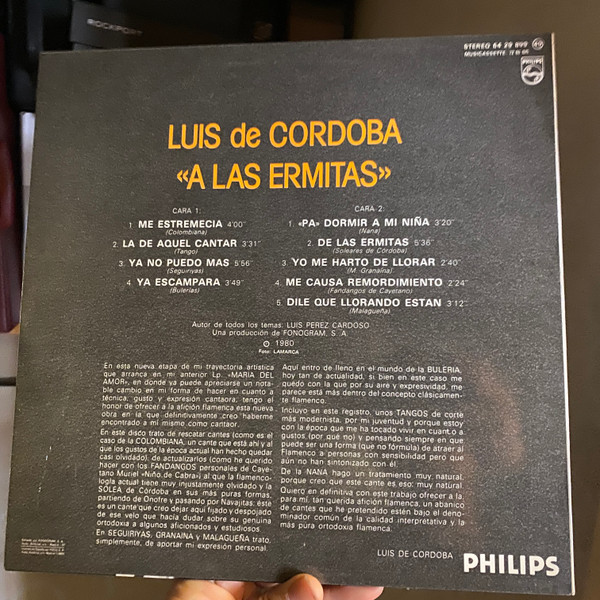 ROCKPORT
STEREO 64 29 899
MUSICASSETTE
PHILIPS
LUIS de CORDOBA
«A LAS ERMITAS»
CARA 1:
1. ME ESTREMECIA 4'00"
(Colombiana)
2. LA DE AQUEL CANTAR 3'31"
(Tango)
3. YA NO PUEDO MAS 5'56"
(Seguiriyas)
4. YA ESCAMPARA 3'49"
(Bulerías)
CARA 2:
1. «PA» DORMIR A MI NIÑA 3'20"
(Nana)
2. DE LAS ERMITAS 5'36"
(Soleares de Córdoba)
3. YO ME HARTO DE LLORAR 2'40"
(M. Granaína)
4. ME CAUSA REMORDIMIENTO 2'24"
(Fandangos de Cayetano)
5. DILE QUE LLORANDO ESTAN 3'12"
(Malagueña)
Autor de todos los temas: LUIS PEREZ CARDOSO
Una producción de FONOGRAM, S. A.
℗ 1980
Foto: LAMARCA
En esta nueva etapa de mi trayectoria artística
que arranca en mi anterior Lp. «MARIA DEL
AMOR», en donde ya puede apreciarse un nota-
ble cambio en mi forma de hacer en cuanto a
técnica, gusto y expresión cantaora; tengo el
honor de ofrecer a la afición flamenca esta nueva
obra en la que definitivamente creo haberme
encontrado a mí mismo como cantaor.
En este disco trato de rescatar cantes (como es el
caso de la COLOMBIANA, un cante que está ahí y al
que los gustos de la época actual han hecho quedar
casi olvidado), de actualizarlos (como he querido
hacer con los FANDANGOS personales de Caye-
tano Muriel «Niño de Cabra») al que la flamenco-
logía actual tiene muy injustamente olvidado y la
SOLEA de Córdoba en sus más puras formas
partiendo de Onofre y pasando por Navajitas; éste
es un cante que creo dejar aquí fijado y despojado
de ese velo que hacía dudar sobre su genuina
ortodoxia a algunos aficionados y estudiosos.
En SEGUIRIYAS, GRANAINA y MALAGUEÑA trato,
simplemente, de aportar mi expresión personal.
Aquí entro de lleno en el mundo de la BULERIA,
hoy tan de actualidad, si bien en este caso me
quedo con la que por su aire y expresividad, me
parece está más dentro del concepto clásicamen-
te flamenco.
Incluyo en este registro, unos TANGOS de corte
más modernista, por mi juventud y porque estoy
con la época que me ha tocado vivir en cuanto a
gustos (por qué no) y pensando siempre en que
puede ser una forma (que no fórmula) de atraer al
Flamenco a personas con sensibilidad pero que
aún no han sintonizado con él.
De la NANA hago un tratamiento muy natural
porque creo que este cante es eso: muy natural.
Quiero en definitiva con este trabajo ofrecer a la,
para mí, tan querida afición flamenca, un abanico
de cantes que he pretendido estén bajo el deno-
minador común de la calidad interpretativa y la
más pura ortodoxia flamenca.
LUIS DE CORDOBA
PHILIPS